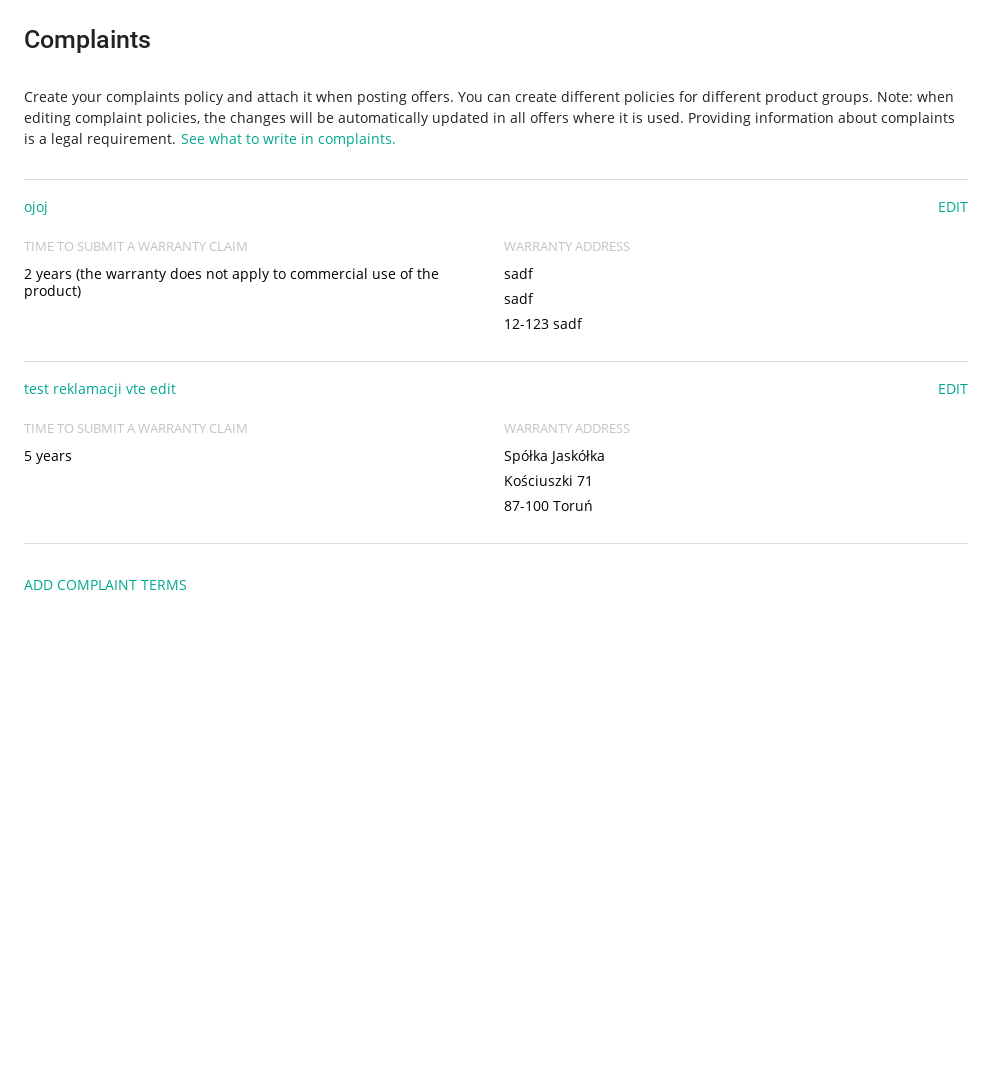 Complaints
Create your complaints policy and attach it when posting offers. You can create different policies for different product groups. Note: when
editing complaint policies, the changes will be automatically updated in all offers where it is used. Providing information about complaints
is a legal requirement. See what to write in complaints.
ojoj
EDIT
TIME TO SUBMIT A WARRANTY CLAIM
WARRANTY ADDRESS
2 years (the warranty does not apply to commercial use of the
product)
sadf
sadf
12-123 sadf
test reklamacji vte edit
EDIT
TIME TO SUBMIT A WARRANTY CLAIM
WARRANTY ADDRESS
5 years
Spółka Jaskółka
Kościuszki 71
87-100 Toruń
ADD COMPLAINT TERMS